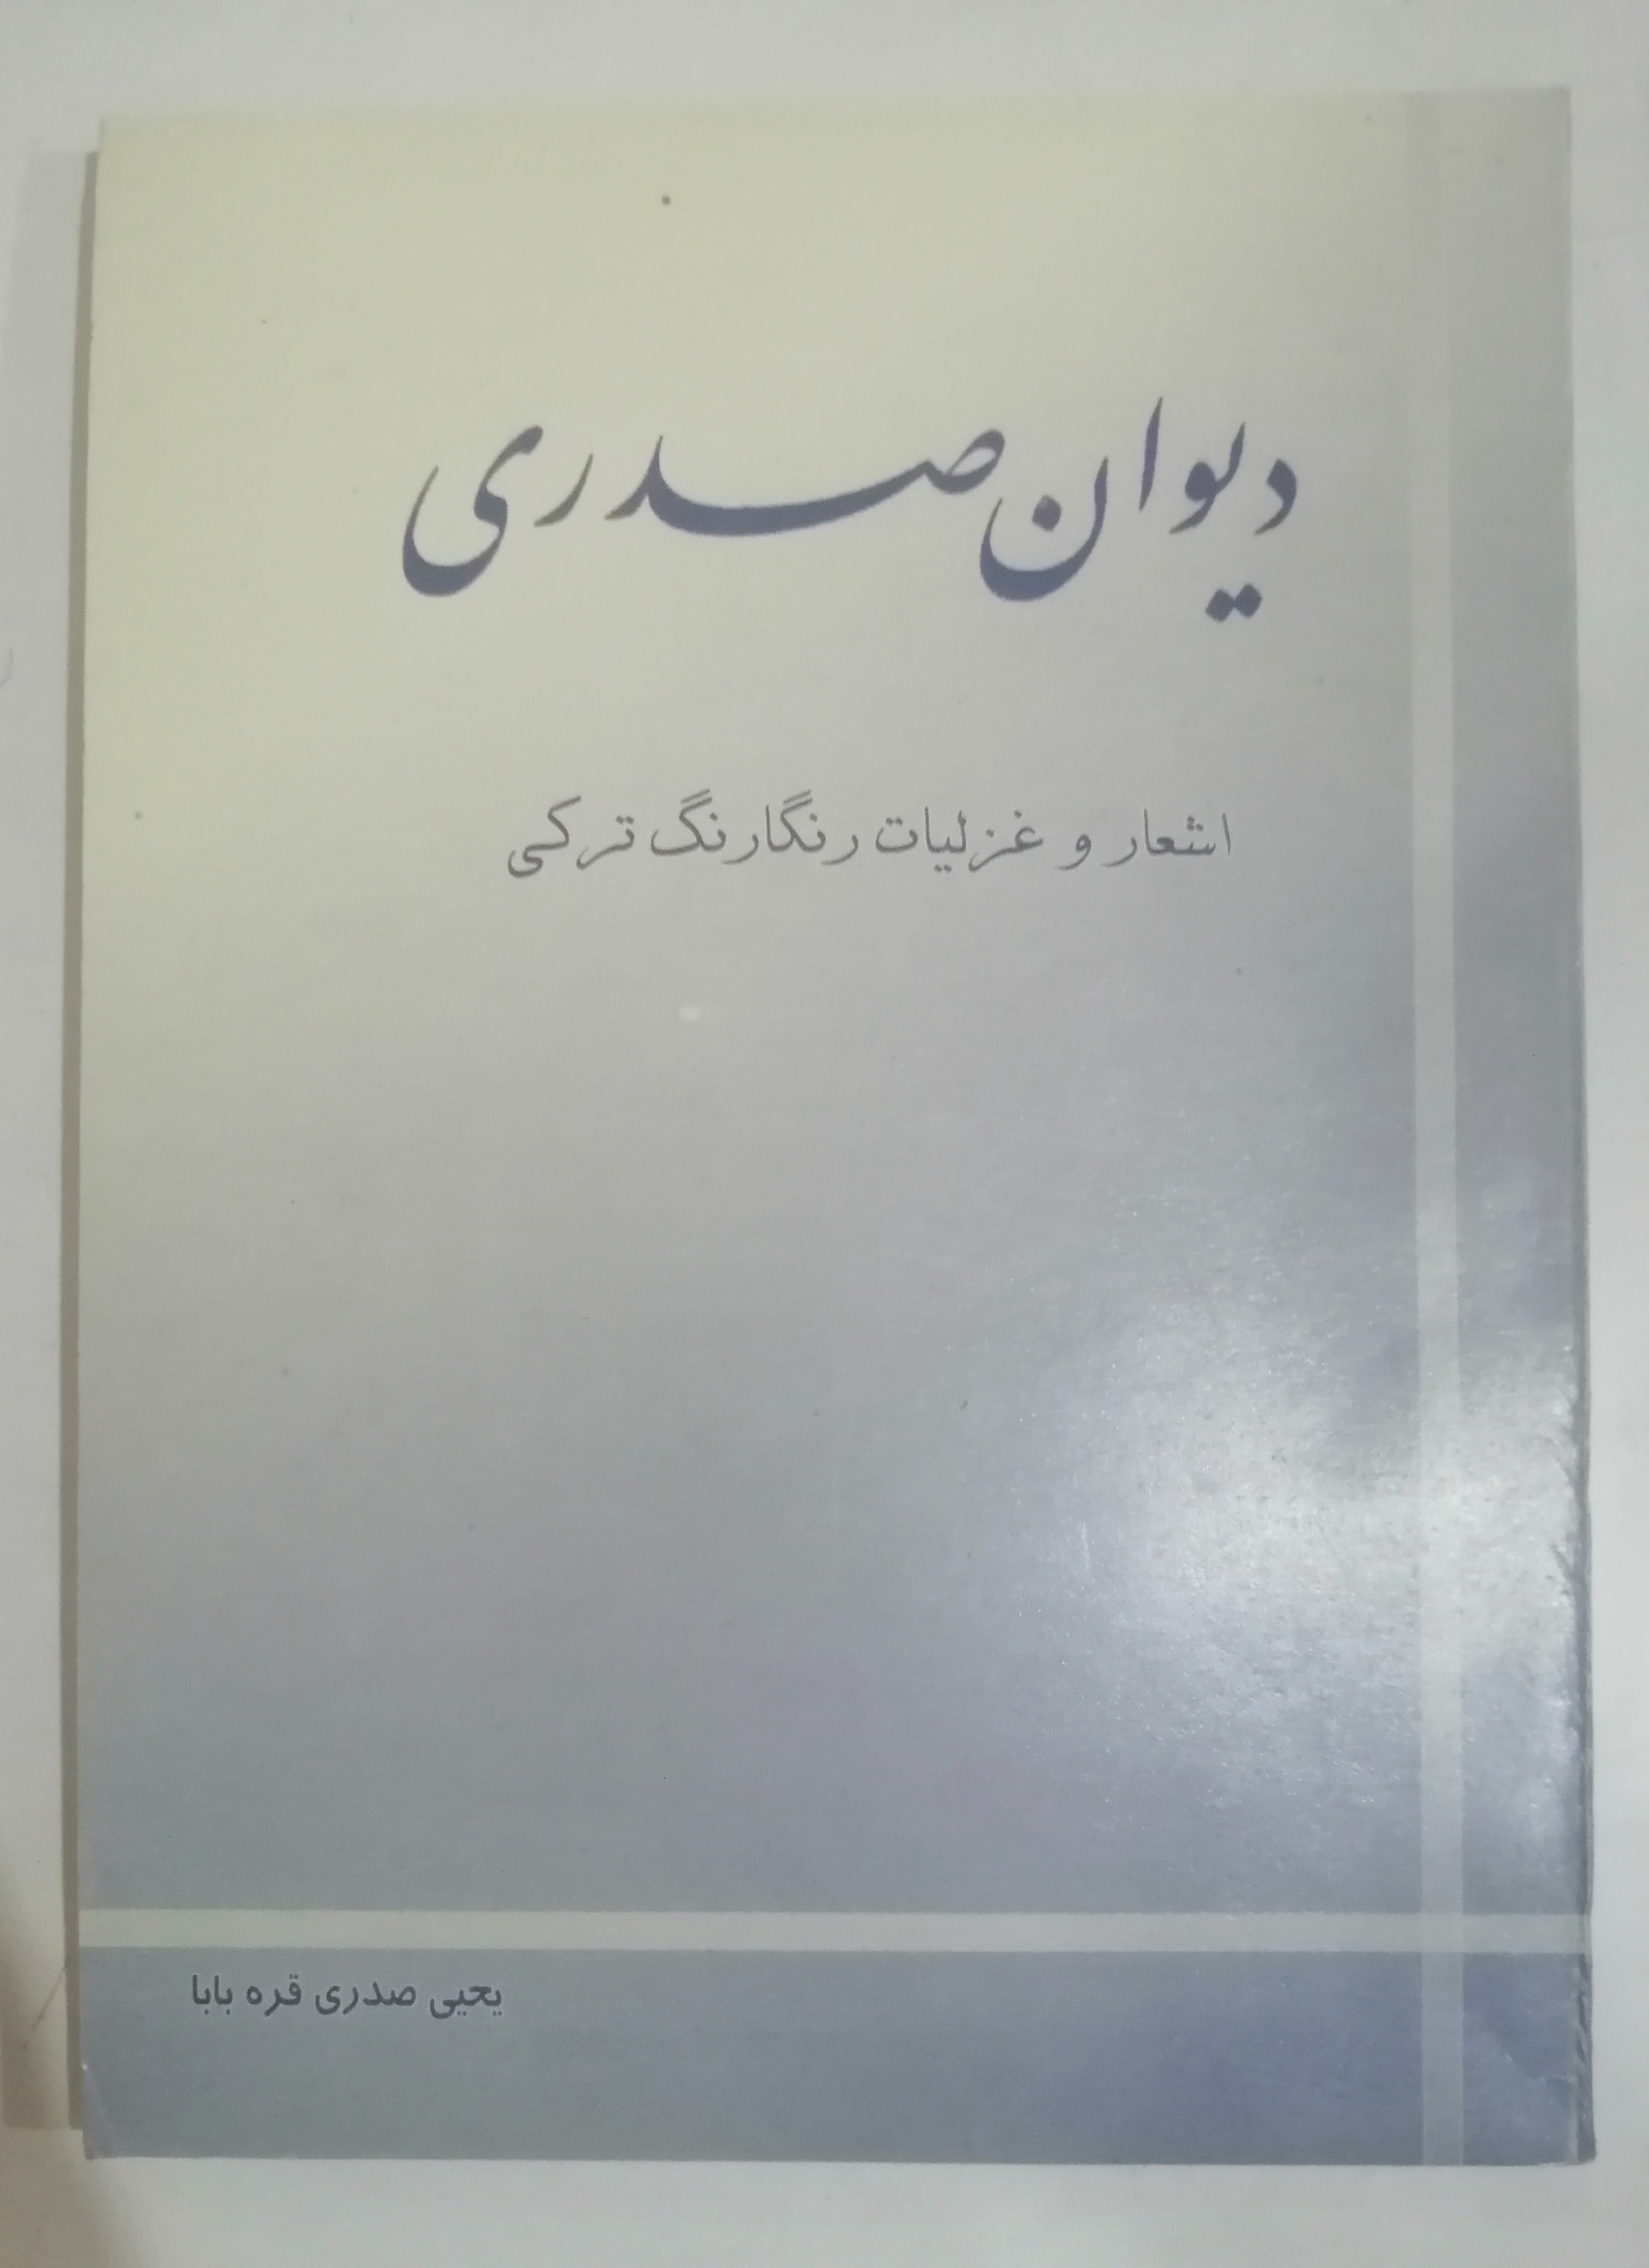 دیوان صدری
اشعار و غزلیات رنگارنگ ترکی
یحیی صدری قره بابا